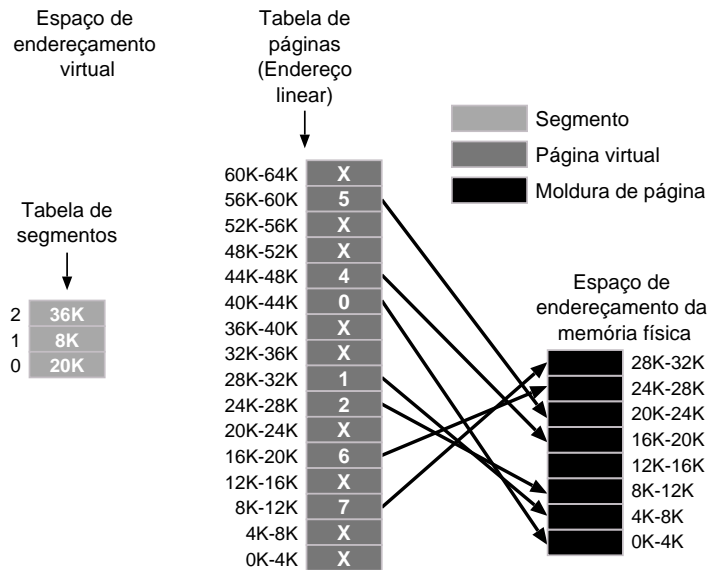 Espaço de
endereçamento
virtual
Tabela de
páginas
(Endereço
linear)
Segmento
Página virtual
Moldura de página
Tabela de
segmentos
2 36K
1 8K
0 20K
60K-64K X
56K-60K 5
52K-56K X
48K-52K X
44K-48K 4
40K-44K 0
36K-40K X
32K-36K X
28K-32K 1
24K-28K 2
20K-24K X
16K-20K 6
12K-16K X
8K-12K 7
4K-8K X
0K-4K X
Espaço de
endereçamento da
memória física
28K-32K
24K-28K
20K-24K
16K-20K
12K-16K
8K-12K
4K-8K
0K-4K